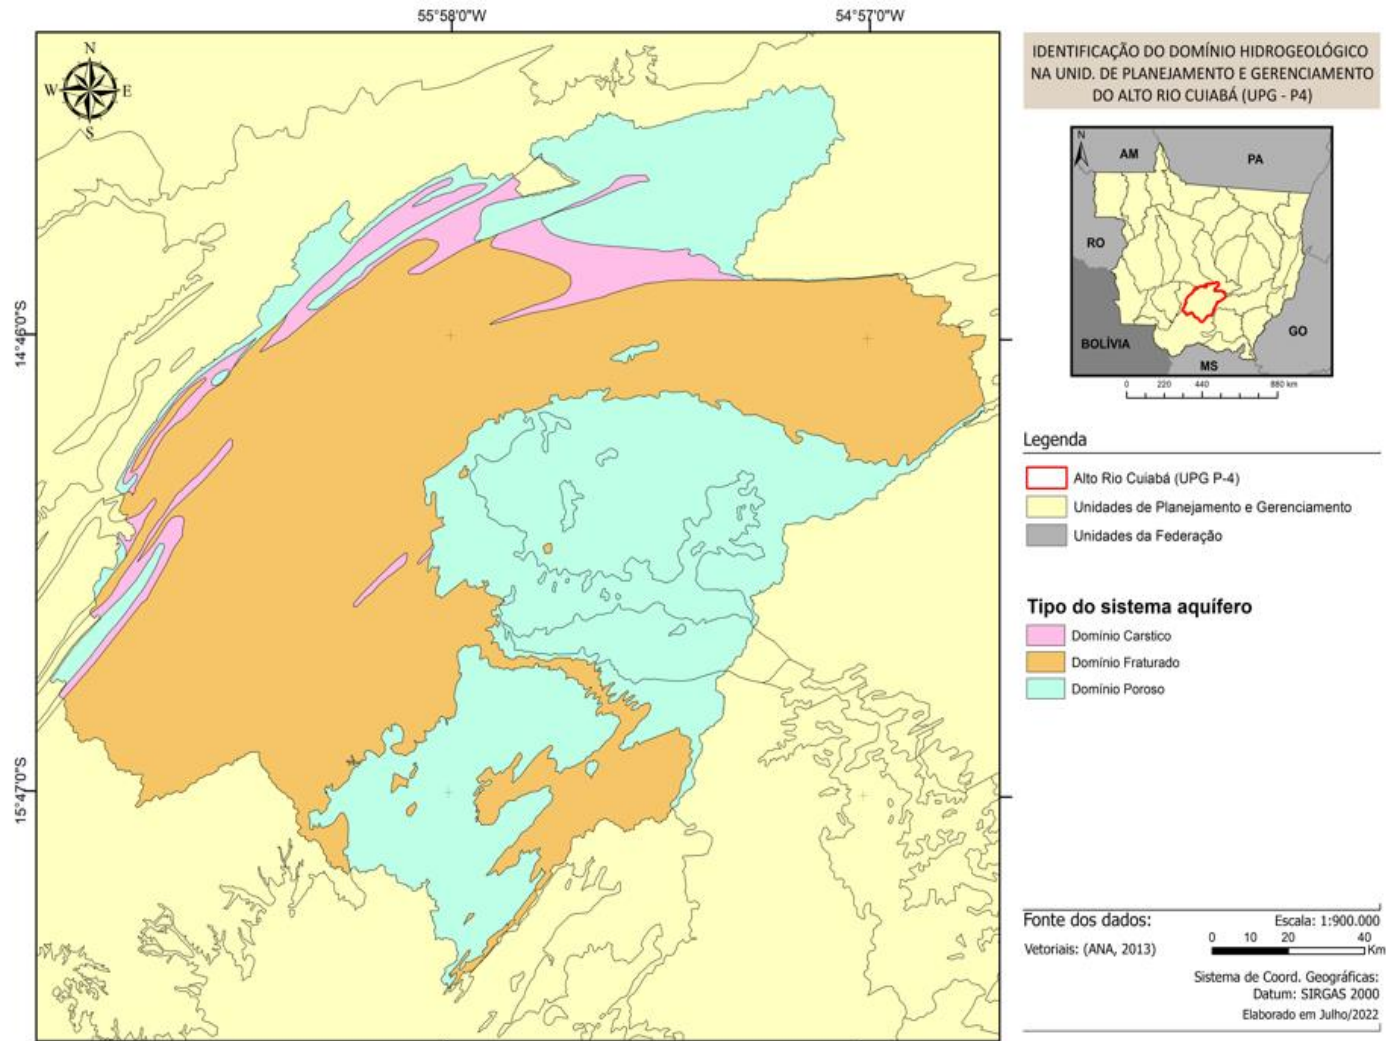 55°58'0"W
54°57'0"W
N
W
E
S
14°46'0"S
15°47'0"S
IDENTIFICAÇÃO DO DOMÍNIO HIDROGEOLÓGICO
NA UNID. DE PLANEJAMENTO E GERENCIAMENTO
DO ALTO RIO CUIABÁ (UPG - P4)
N
AM
PA
RO
BOLÍVIA
GO
MS
0 220 440 880 km
Legenda
Alto Rio Cuiabá (UPG P-4)
Unidades de Planejamento e Gerenciamento
Unidades da Federação
Tipo do sistema aquífero
Domínio Carstico
Domínio Fraturado
Domínio Poroso
Fonte dos dados:
Escala: 1:900.000
Vetoriais: (ANA, 2013)
0 10 20 40
Km
Sistema de Coord. Geográficas:
Datum: SIRGAS 2000
Elaborado em Julho/2022